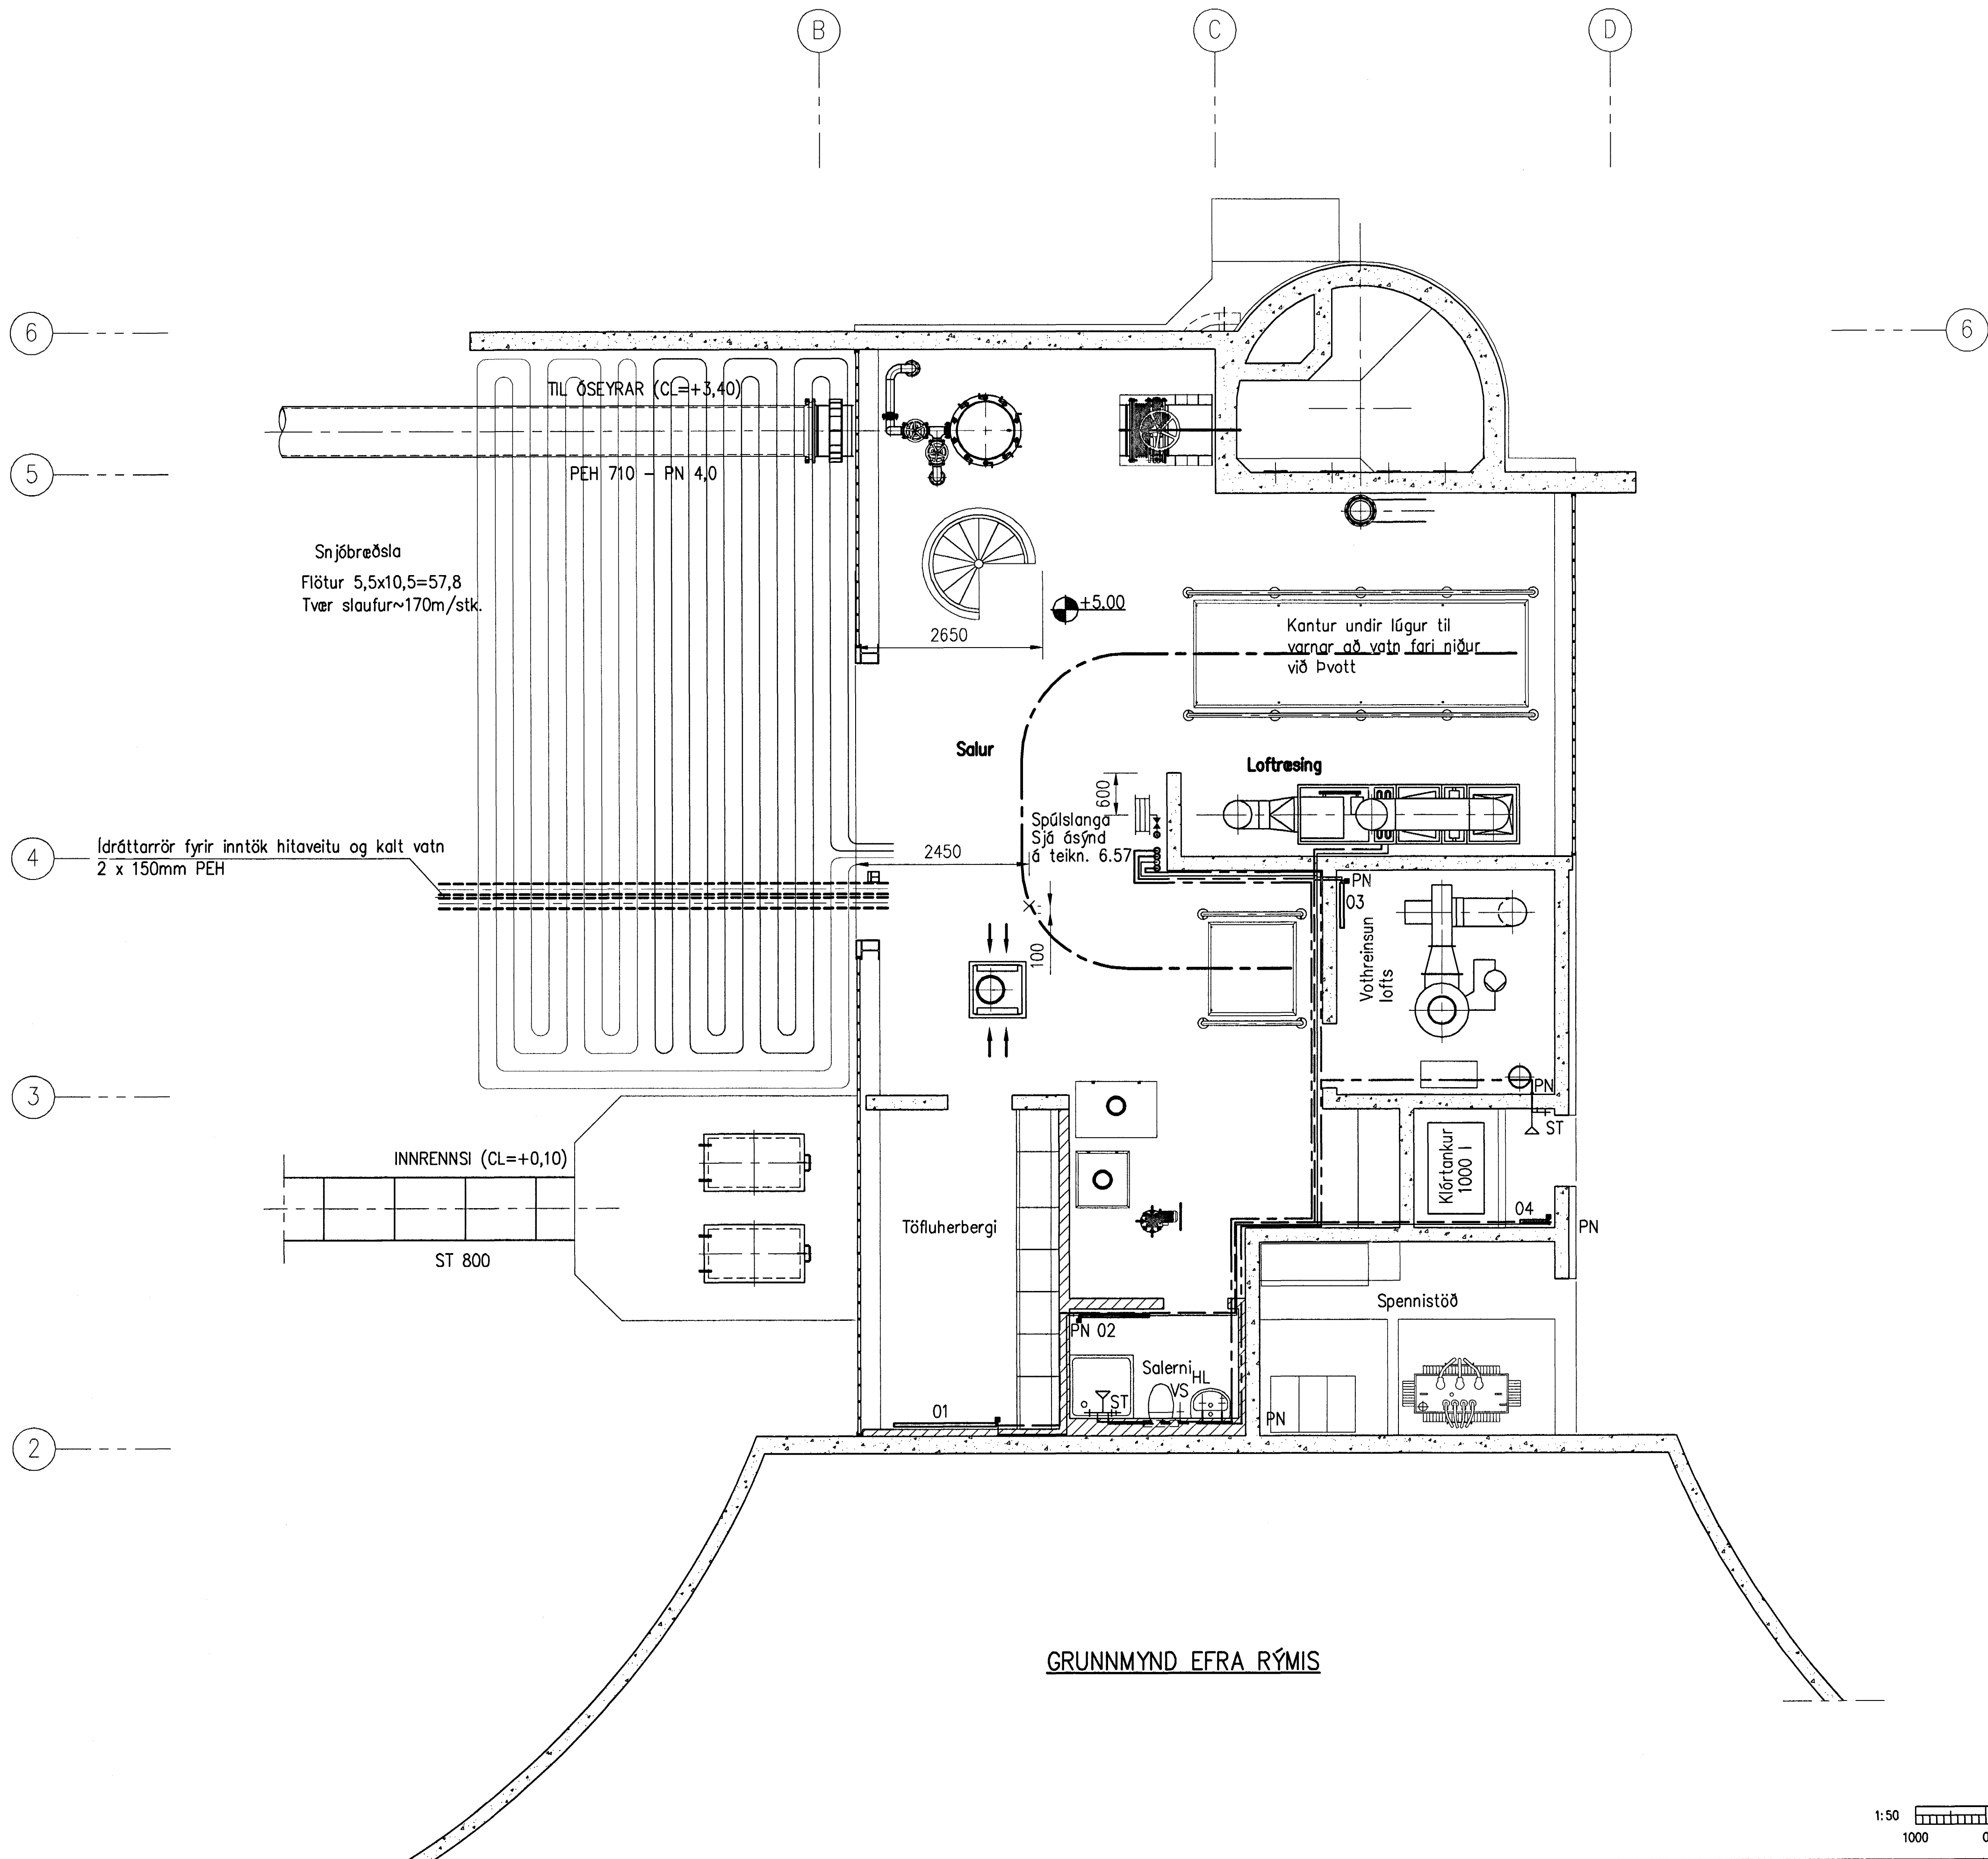 B
C
D
6
6
TIL ÓSEYRAR (CL=+3,40)
5
PEH 710 - PN 4,0
Snjóbræðsla
Flötur 5,5x10,5=57,8
Tvær slaufur~170m/stk.
+5,00
2650
Kantur undir lúgur til
varnar að vatn fari niður
við Þvott
Salur
Loftræsing
600
Spúlslanga
Sjá ásýnd
á teikn. 6.57
4
Ídráttarrör fyrir inntök hitaveitu og kalt vatn
2 x 150mm PEH
2450
PN
03
100
Vothreinsun
lofts
3
PN
ST
INNRENNSI (CL=+0,10)
Klórtankur
1000 l
04
PN
Töfluherbergi
ST 800
Spennistöð
PN 02
Salerni
HL
VS
ST
01
PN
2
GRUNNMYND EFRA RÝMIS
1:50
1000
0